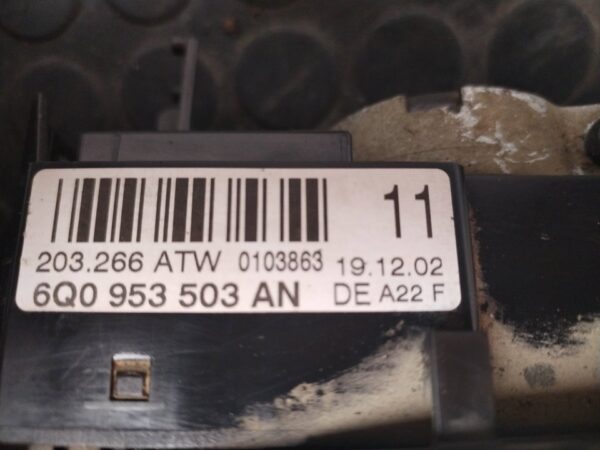 11
203.266 ATW 0103863 19.12.02
6Q0 953 503 AN DE A22 F